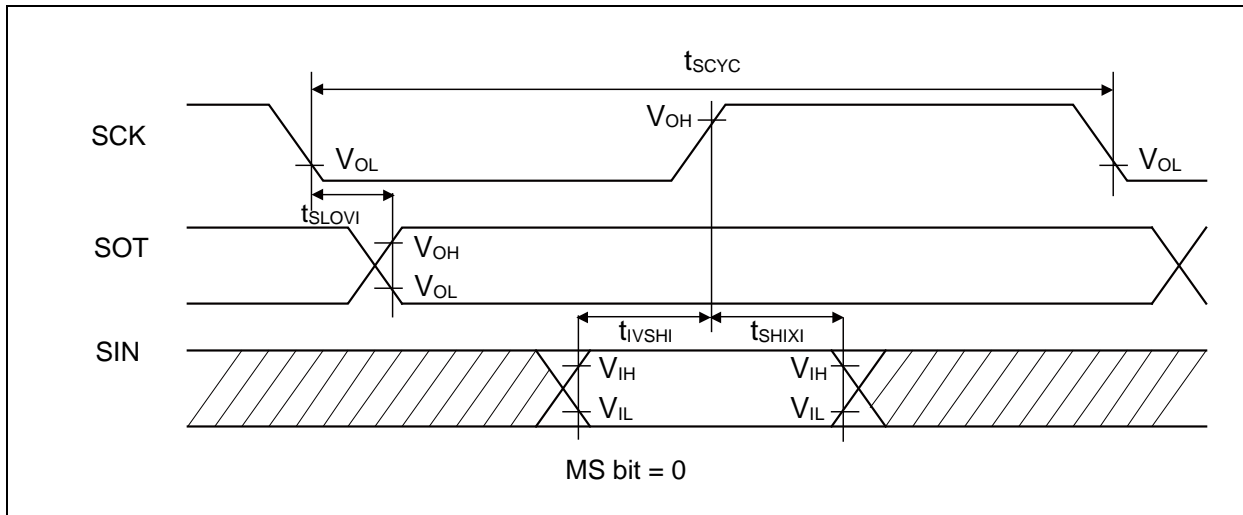 tSCYC
SCK
VOH
VOL
VOL
tSLOVI
SOT
VOH
VOL
tIVSHI
tSHIXI
SIN
VIH
VIH
VIL
VIL
MS bit = 0